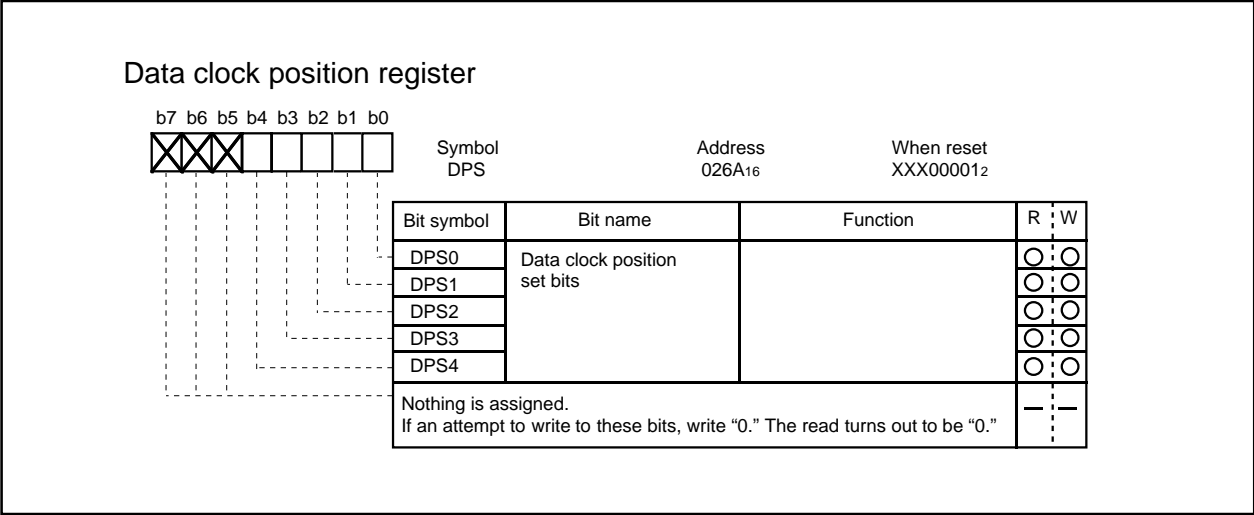 Data clock position register
b7 b6 b5 b4 b3 b2 b1 b0
Symbol Address When reset
DPS 026A16 XXX000012
Bit symbol Bit name Function R W
DPS0 Data clock position
DPS1 set bits
DPS2
DPS3
DPS4
Nothing is assigned.
If an attempt to write to these bits, write “0.” The read turns out to be “0.”